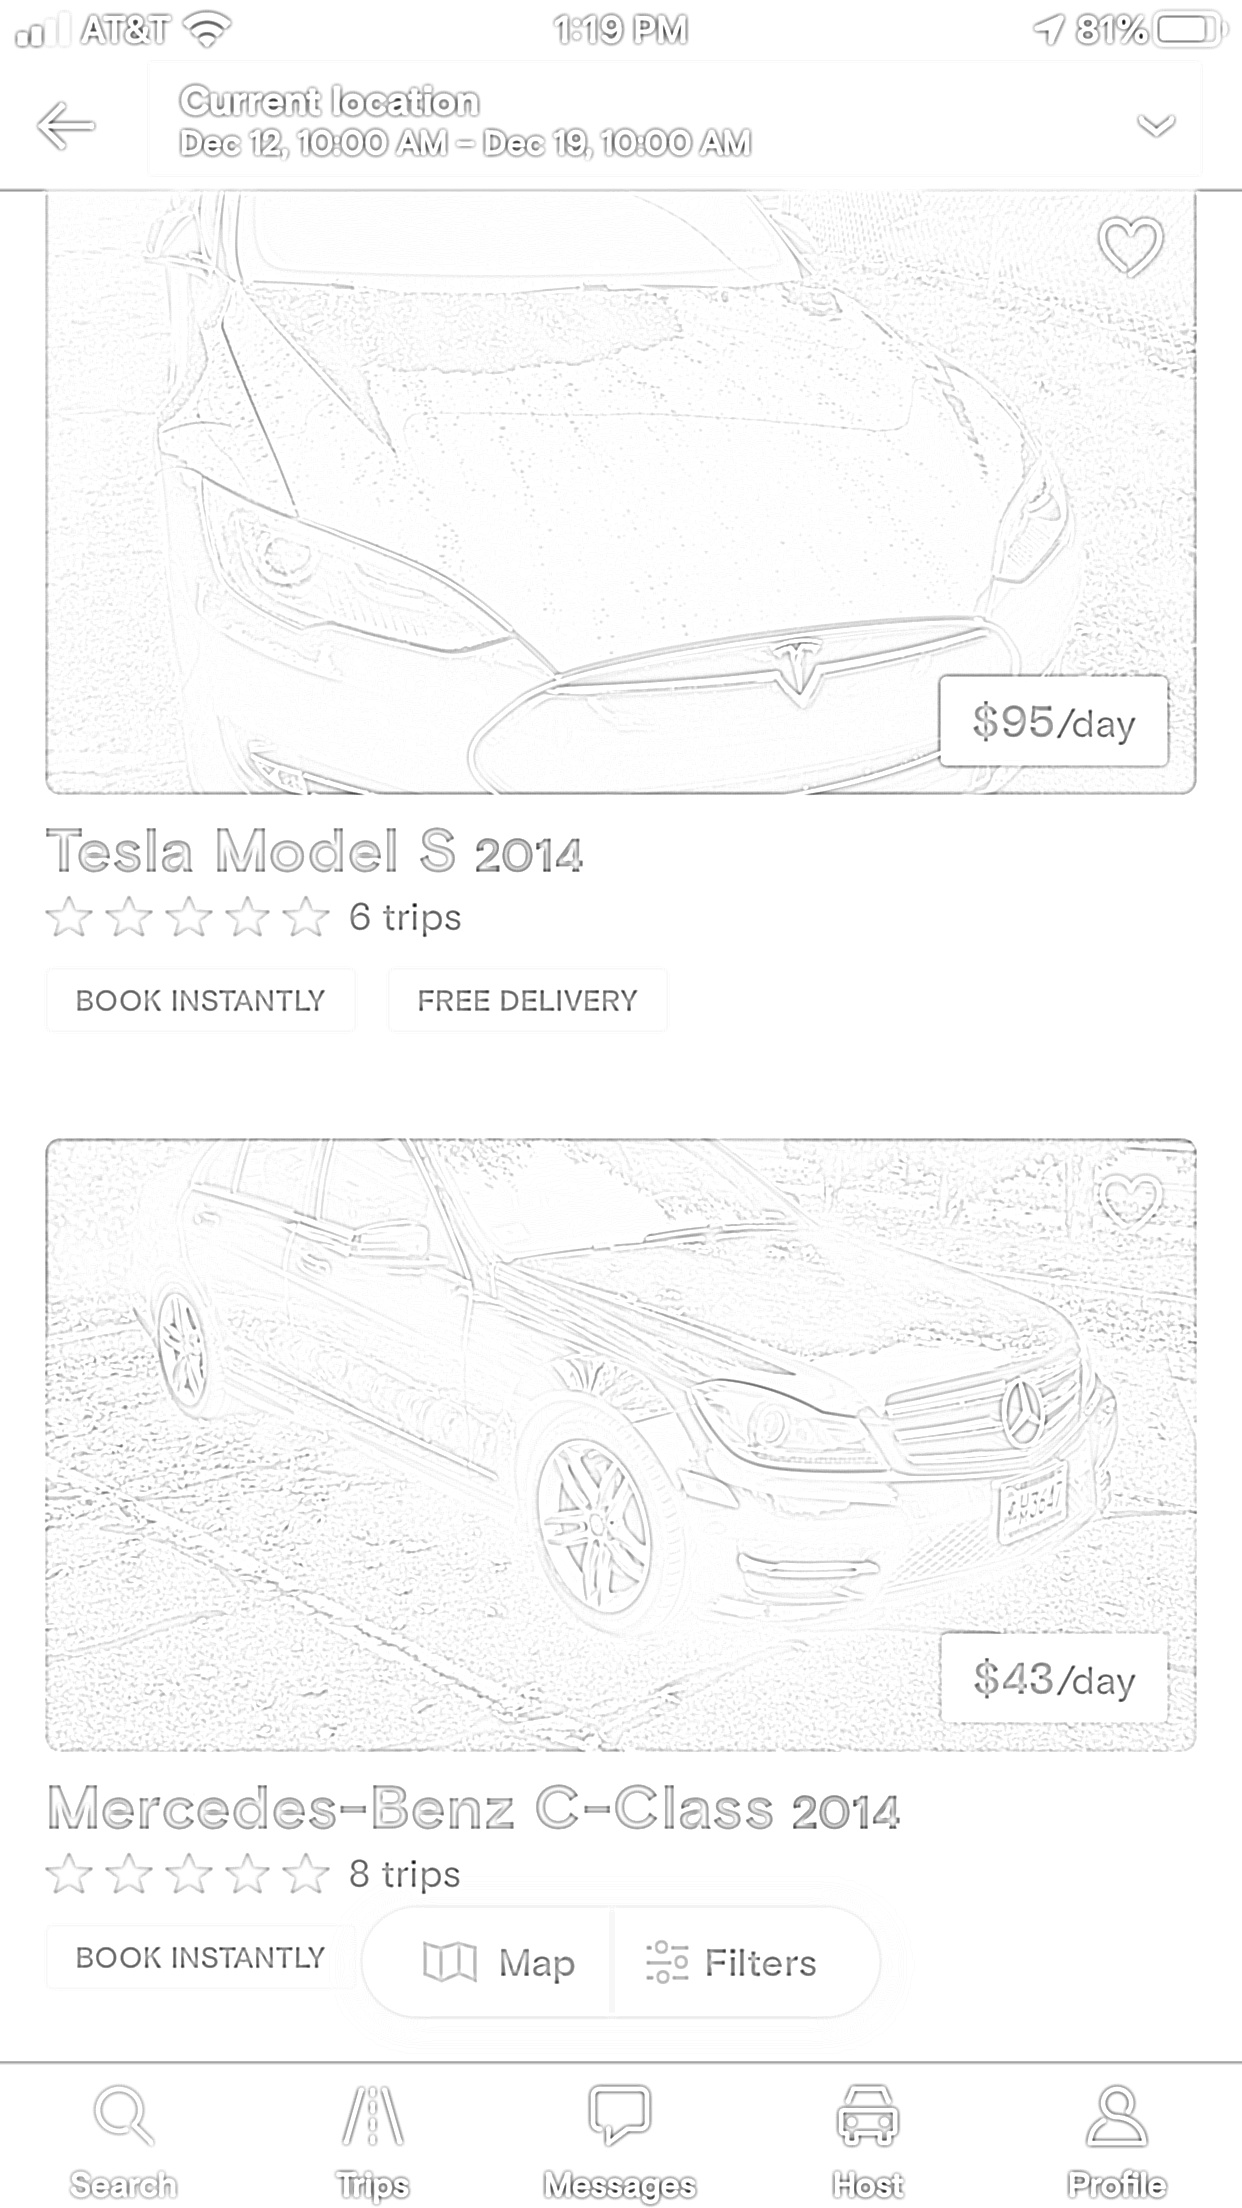 AT&T 1:19 PM 81%
Current location
Dec 12, 10:00 AM – Dec 19, 10:00 AM
$95/day
Tesla Model S 2014
6 trips
BOOK INSTANTLY FREE DELIVERY
$43/day
Mercedes-Benz C-Class 2014
8 trips
BOOK INSTANTLY
Map Filters
Search Trips Messages Host Profile